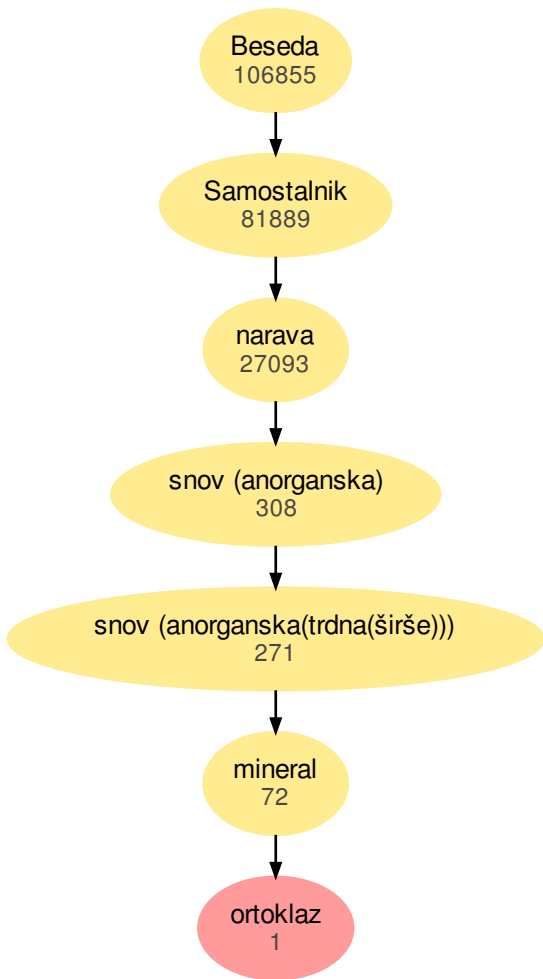 Beseda
106855
Samostalnik
81889
narava
27093
snov (anorganska)
308
snov (anorganska(trdna(širše)))
271
mineral
72
ortoklaz
1